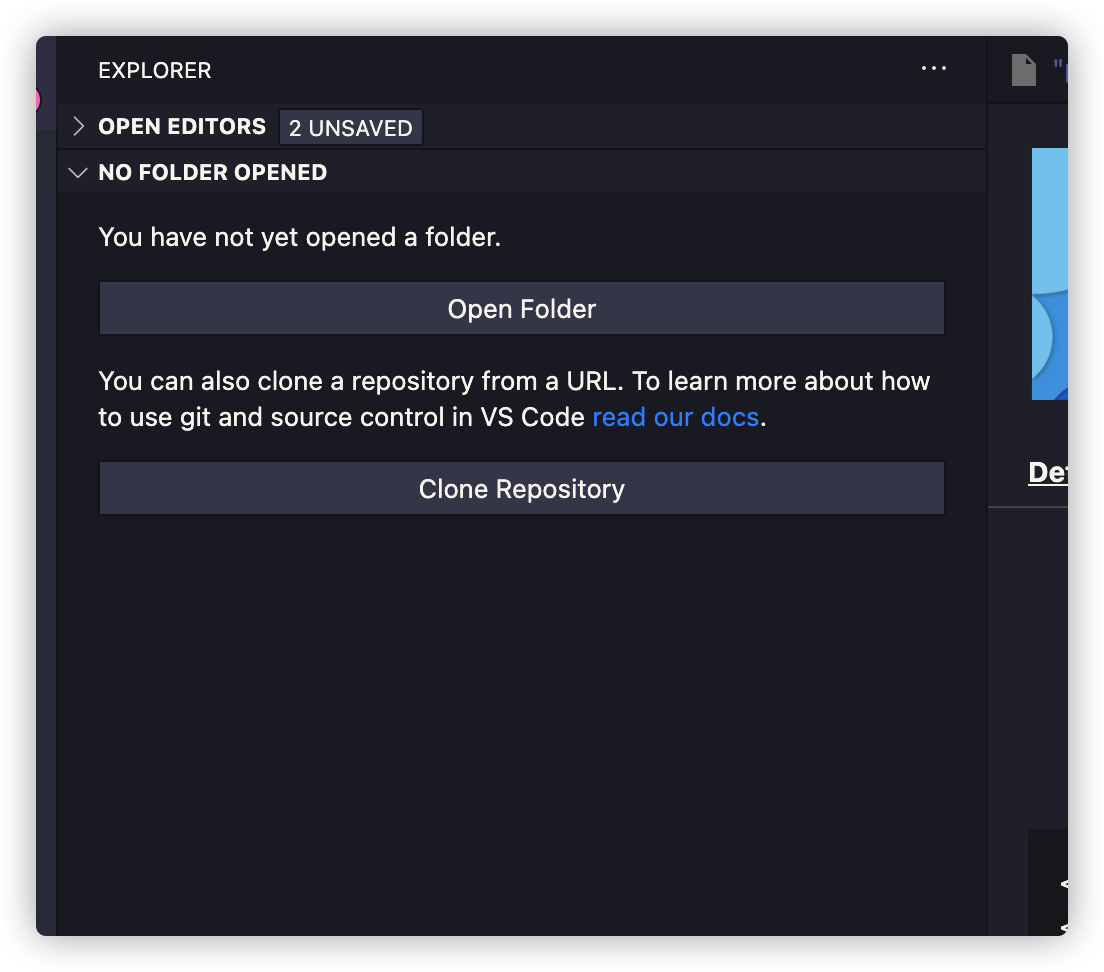 EXPLORER
OPEN EDITORS 2 UNSAVED
NO FOLDER OPENED
You have not yet opened a folder.
Open Folder
You can also clone a repository from a URL. To learn more about how
to use git and source control in VS Code read our docs.
Clone Repository